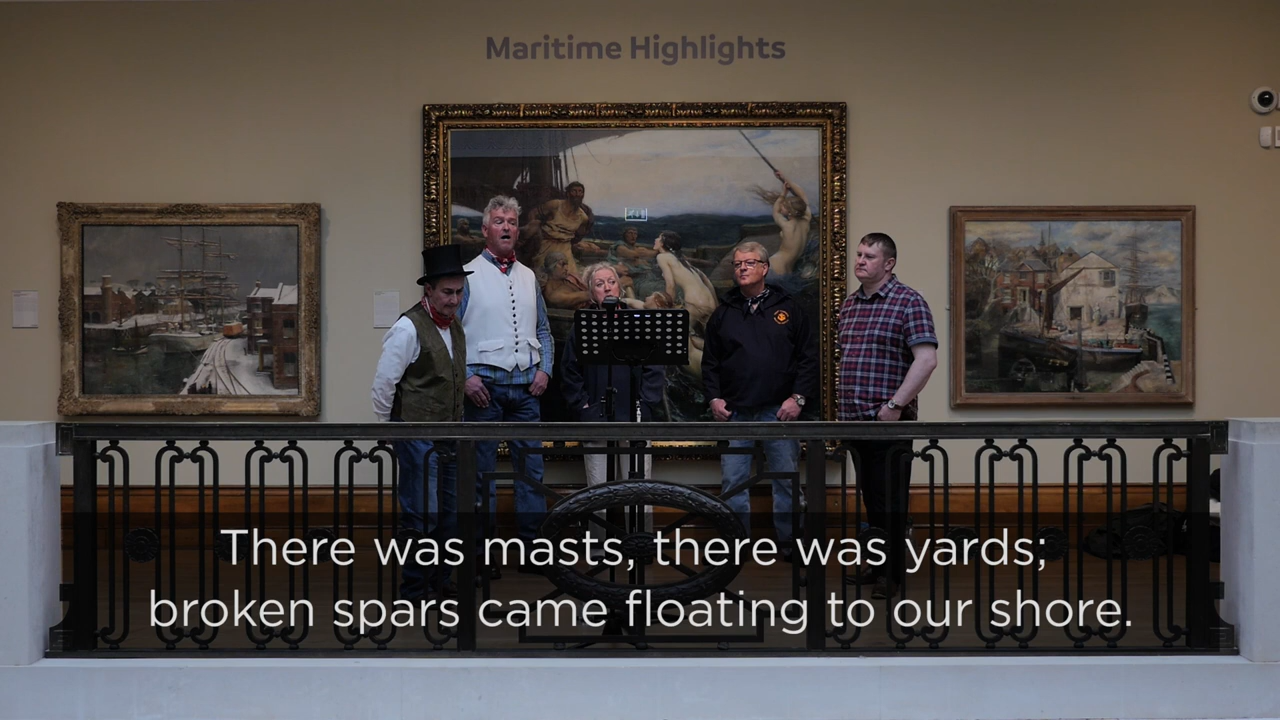 Maritime Highlights
There was masts, there was yards;
broken spars came floating to our shore.